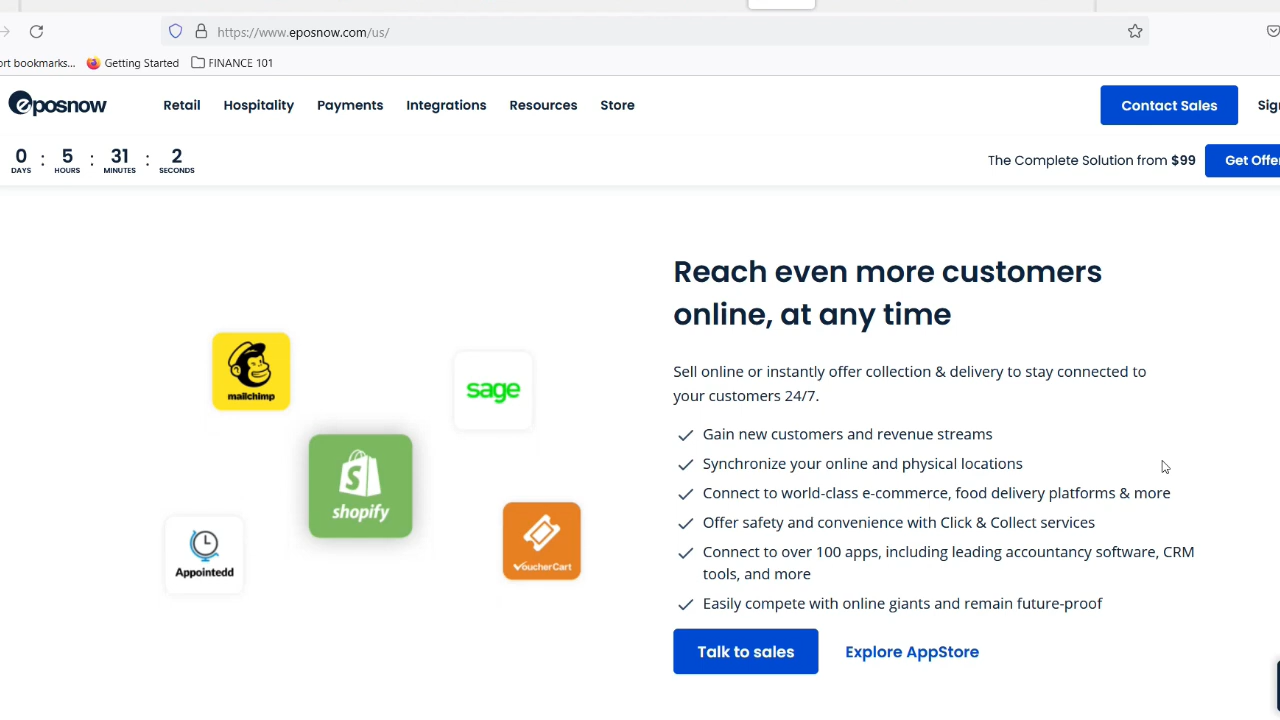 https://www.eposnow.com/us/
ort bookmarks... Getting Started FINANCE 101
eposnow Retail Hospitality Payments Integrations Resources Store Contact Sales Sig
0 : 5 : 31 : 2
DAYS HOURS MINUTES SECONDS
The Complete Solution from $99 Get Offe
Reach even more customers
online, at any time
Sell online or instantly offer collection & delivery to stay connected to
your customers 24/7.
Gain new customers and revenue streams
Synchronize your online and physical locations
Connect to world-class e-commerce, food delivery platforms & more
Offer safety and convenience with Click & Collect services
Connect to over 100 apps, including leading accountancy software, CRM
tools, and more
Easily compete with online giants and remain future-proof
Talk to sales Explore AppStore
mailchimp
sage
shopify
Appointedd
VoucherCart